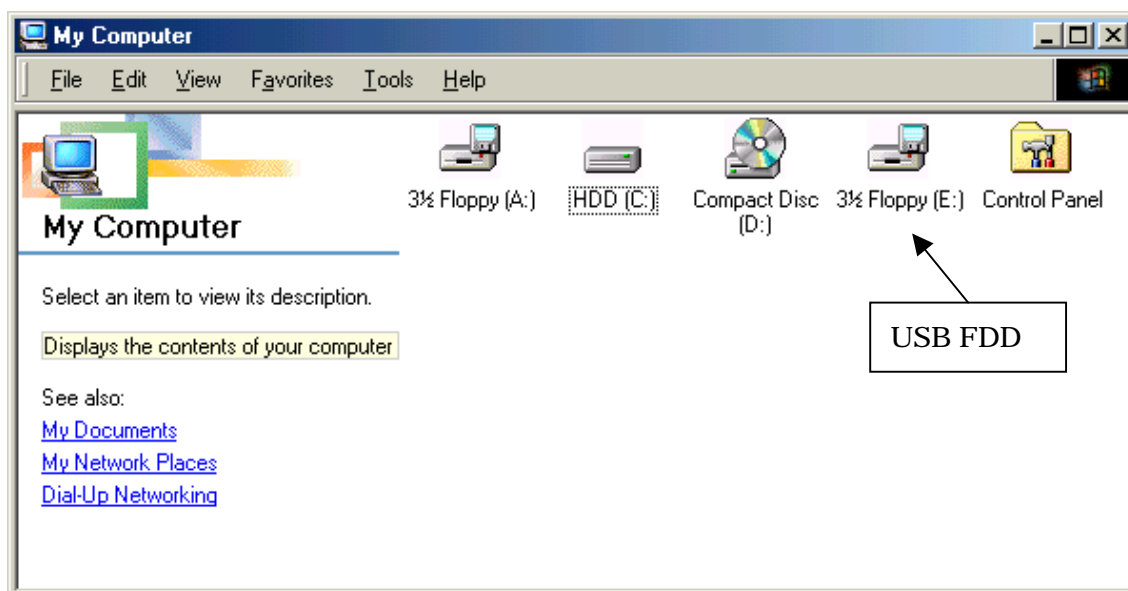 My Computer
File Edit View Favorites Tools Help
3½ Floppy (A:) HDD (C:) Compact Disc (D:) 3½ Floppy (E:) Control Panel
My Computer
Select an item to view its description.
USB FDD
Displays the contents of your computer
See also:
My Documents
My Network Places
Dial-Up Networking